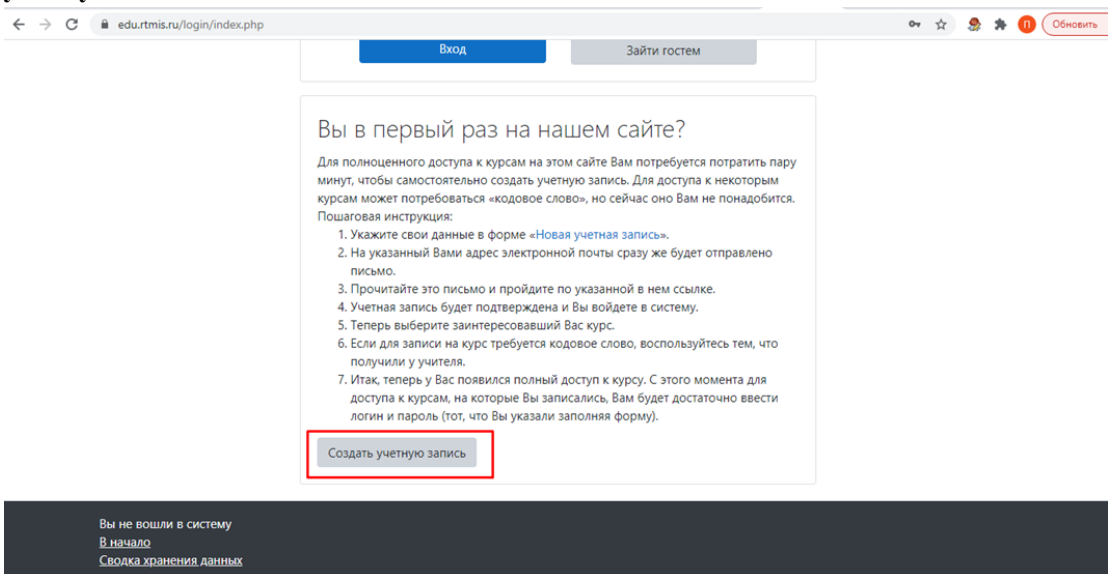 edu.rtmis.ru/login/index.php
П
Обновить
Вход
Зайти гостем
Вы в первый раз на нашем сайте?
Для полноценного доступа к курсам на этом сайте Вам потребуется потратить пару
минут, чтобы самостоятельно создать учетную запись. Для доступа к некоторым
курсам может потребоваться «кодовое слово», но сейчас оно Вам не понадобится.
Пошаговая инструкция:
1. Укажите свои данные в форме «Новая учетная запись».
2. На указанный Вами адрес электронной почты сразу же будет отправлено
письмо.
3. Прочитайте это письмо и пройдите по указанной в нем ссылке.
4. Учетная запись будет подтверждена и Вы войдете в систему.
5. Теперь выберите заинтересовавший Вас курс.
6. Если для записи на курс требуется кодовое слово, воспользуйтесь тем, что
получили у учителя.
7. Итак, теперь у Вас появился полный доступ к курсу. С этого момента для
доступа к курсам, на которые Вы записались, Вам будет достаточно ввести
логин и пароль (тот, что Вы указали заполняя форму).
Создать учетную запись
Вы не вошли в систему
В начало
Сводка хранения данных